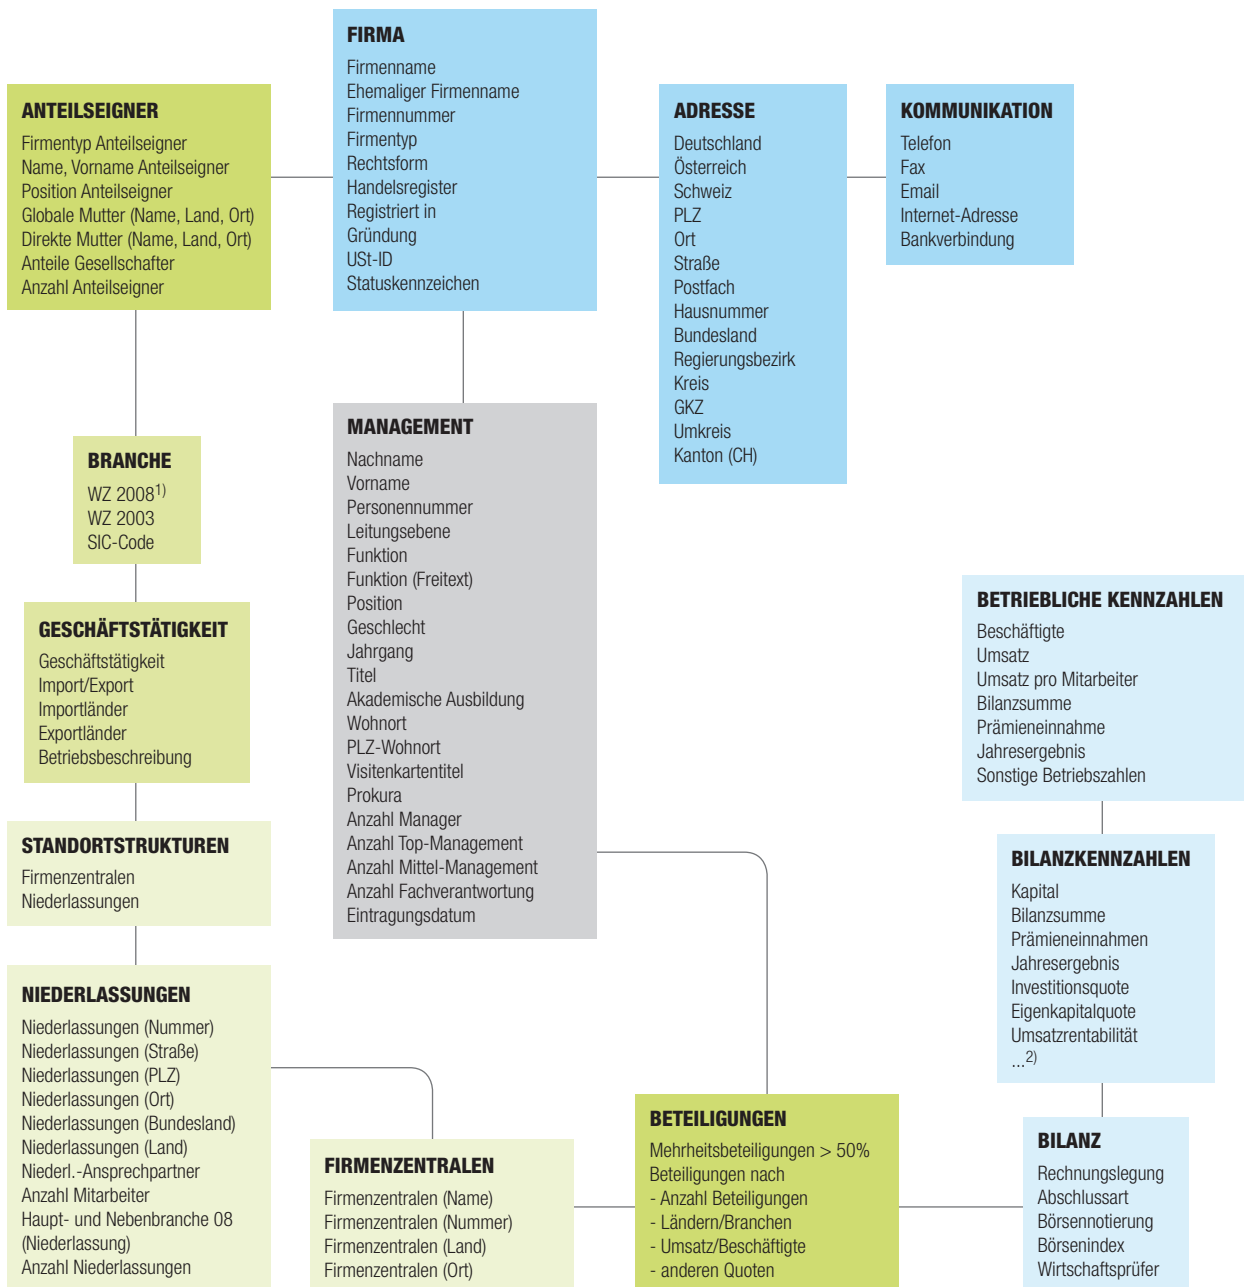 FIRMA
Firmenname
Ehemaliger Firmenname
Firmennummer
Firmentyp
Rechtsform
Handelsregister
Registriert in
Gründung
USt-ID
Statuskennzeichen
ANTEILSEIGNER
Firmentyp Anteilseigner
Name, Vorname Anteilseigner
Position Anteilseigner
Globale Mutter (Name, Land, Ort)
Direkte Mutter (Name, Land, Ort)
Anteile Gesellschafter
Anzahl Anteilseigner
ADRESSE
Deutschland
Österreich
Schweiz
PLZ
Ort
Straße
Postfach
Hausnummer
Bundesland
Regierungsbezirk
Kreis
GKZ
Umkreis
Kanton (CH)
KOMMUNIKATION
Telefon
Fax
Email
Internet-Adresse
Bankverbindung
MANAGEMENT
Nachname
Vorname
Personennummer
Leitungsebene
Funktion
Funktion (Freitext)
Position
Geschlecht
Jahrgang
Titel
Akademische Ausbildung
Wohnort
PLZ-Wohnort
Visitenkartentitel
Prokura
Anzahl Manager
Anzahl Top-Management
Anzahl Mittel-Management
Anzahl Fachverantwortung
Eintragungsdatum
BRANCHE
WZ 2008¹⁾
WZ 2003
SIC-Code
GESCHÄFTSTÄTIGKEIT
Geschäftstätigkeit
Import/Export
Importländer
Exportländer
Betriebsbeschreibung
STANDORTSTRUKTUREN
Firmenzentralen
Niederlassungen
NIEDERLASSUNGEN
Niederlassungen (Nummer)
Niederlassungen (Straße)
Niederlassungen (PLZ)
Niederlassungen (Ort)
Niederlassungen (Bundesland)
Niederlassungen (Land)
Niederl.-Ansprechpartner
Anzahl Mitarbeiter
Haupt- und Nebenbranche 08
(Niederlassung)
Anzahl Niederlassungen
FIRMENZENTRALEN
Firmenzentralen (Name)
Firmenzentralen (Nummer)
Firmenzentralen (Land)
Firmenzentralen (Ort)
BETEILIGUNGEN
Mehrheitsbeteiligungen > 50%
Beteiligungen nach
- Anzahl Beteiligungen
- Ländern/Branchen
- Umsatz/Beschäftigte
- anderen Quoten
BETRIEBLICHE KENNZAHLEN
Beschäftigte
Umsatz
Umsatz pro Mitarbeiter
Bilanzsumme
Prämieneinnahme
Jahresergebnis
Sonstige Betriebszahlen
BILANZKENNZAHLEN
Kapital
Bilanzsumme
Prämieneinnahmen
Jahresergebnis
Investitionsquote
Eigenkapitalquote
Umsatzrentabilität
...²⁾
BILANZ
Rechnungslegung
Abschlussart
Börsennotierung
Börsenindex
Wirtschaftsprüfer